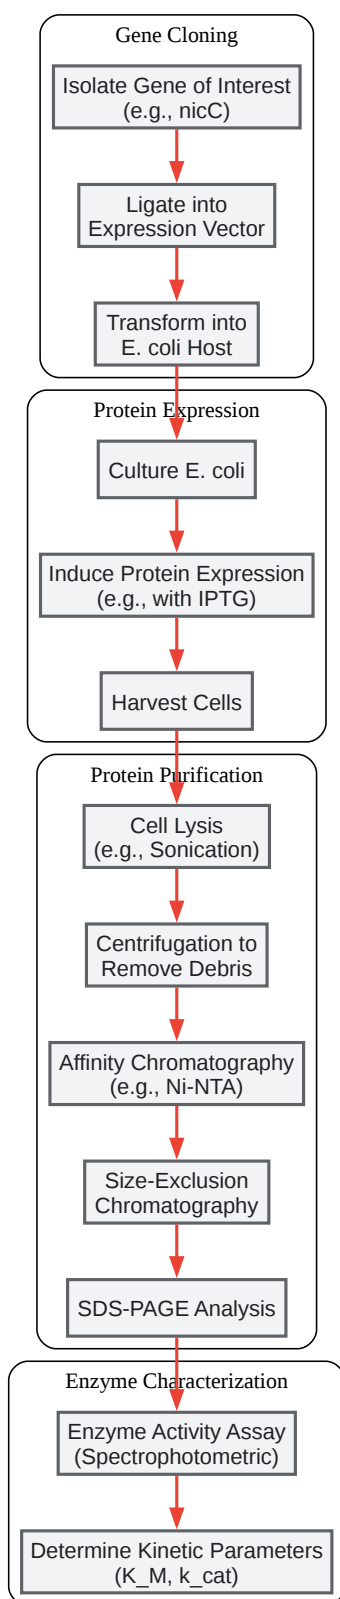 Gene Cloning
Isolate Gene of Interest
(e.g., nicC)
Ligate into
Expression Vector
Transform into
E. coli Host
Protein Expression
Culture E. coli
Induce Protein Expression
(e.g., with IPTG)
Harvest Cells
Protein Purification
Cell Lysis
(e.g., Sonication)
Centrifugation to
Remove Debris
Affinity Chromatography
(e.g., Ni-NTA)
Size-Exclusion
Chromatography
SDS-PAGE Analysis
Enzyme Characterization
Enzyme Activity Assay
(Spectrophotometric)
Determine Kinetic Parameters
(K_M, k_cat)